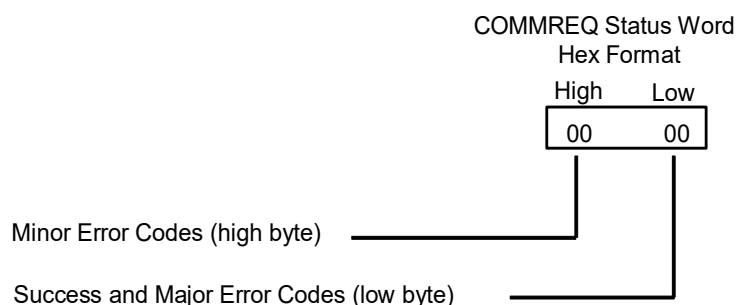 COMMREQ Status Word
Hex Format
High Low
00 00
Minor Error Codes (high byte)
Success and Major Error Codes (low byte)